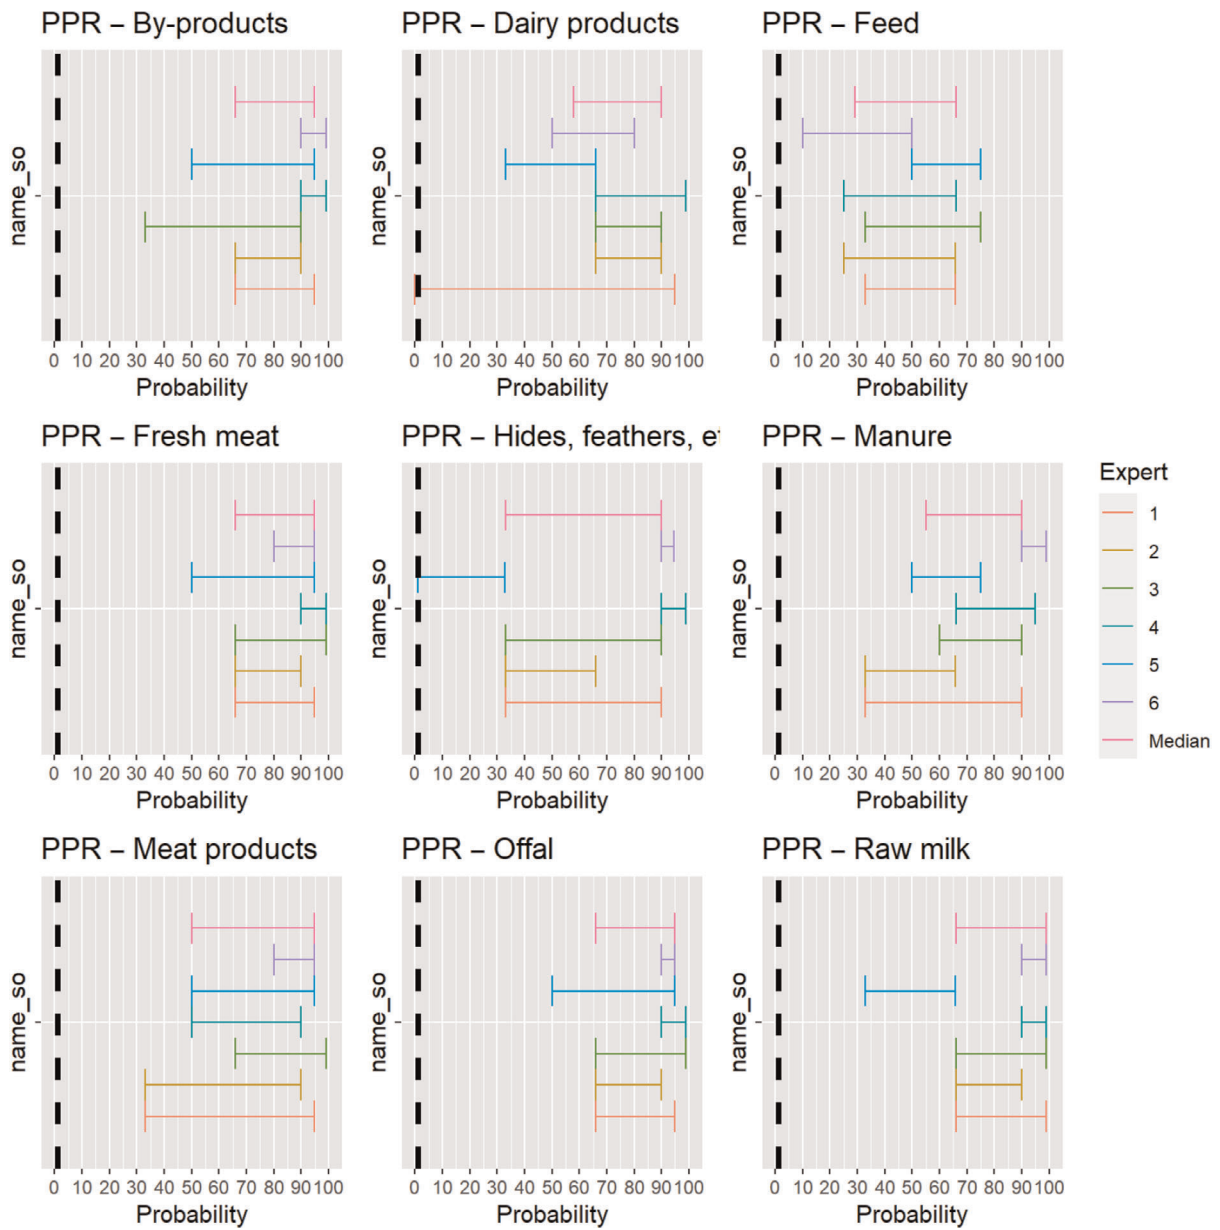 PPR – By-products
PPR – Dairy products
PPR – Feed
name_so
name_so
name_so
0 10 20 30 40 50 60 70 80 90 100
0 10 20 30 40 50 60 70 80 90 100
0 10 20 30 40 50 60 70 80 90 100
Probability
Probability
Probability
PPR – Fresh meat
PPR – Hides, feathers, et
PPR – Manure
name_so
name_so
name_so
0 10 20 30 40 50 60 70 80 90 100
0 10 20 30 40 50 60 70 80 90 100
0 10 20 30 40 50 60 70 80 90 100
Probability
Probability
Probability
Expert
1
2
3
4
5
6
Median
PPR – Meat products
PPR – Offal
PPR – Raw milk
name_so
name_so
name_so
0 10 20 30 40 50 60 70 80 90 100
0 10 20 30 40 50 60 70 80 90 100
0 10 20 30 40 50 60 70 80 90 100
Probability
Probability
Probability